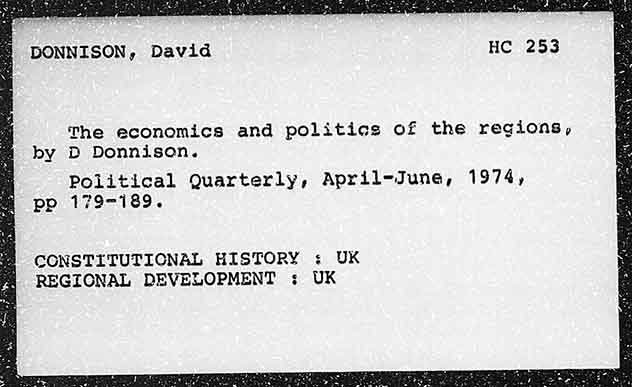 DONNISON, David HC 253
The economics and politics of the regions,
by D Donnison.
Political Quarterly, April-June, 1974,
pp 179-189.
CONSTITUTIONAL HISTORY : UK
REGIONAL DEVELOPMENT : UK